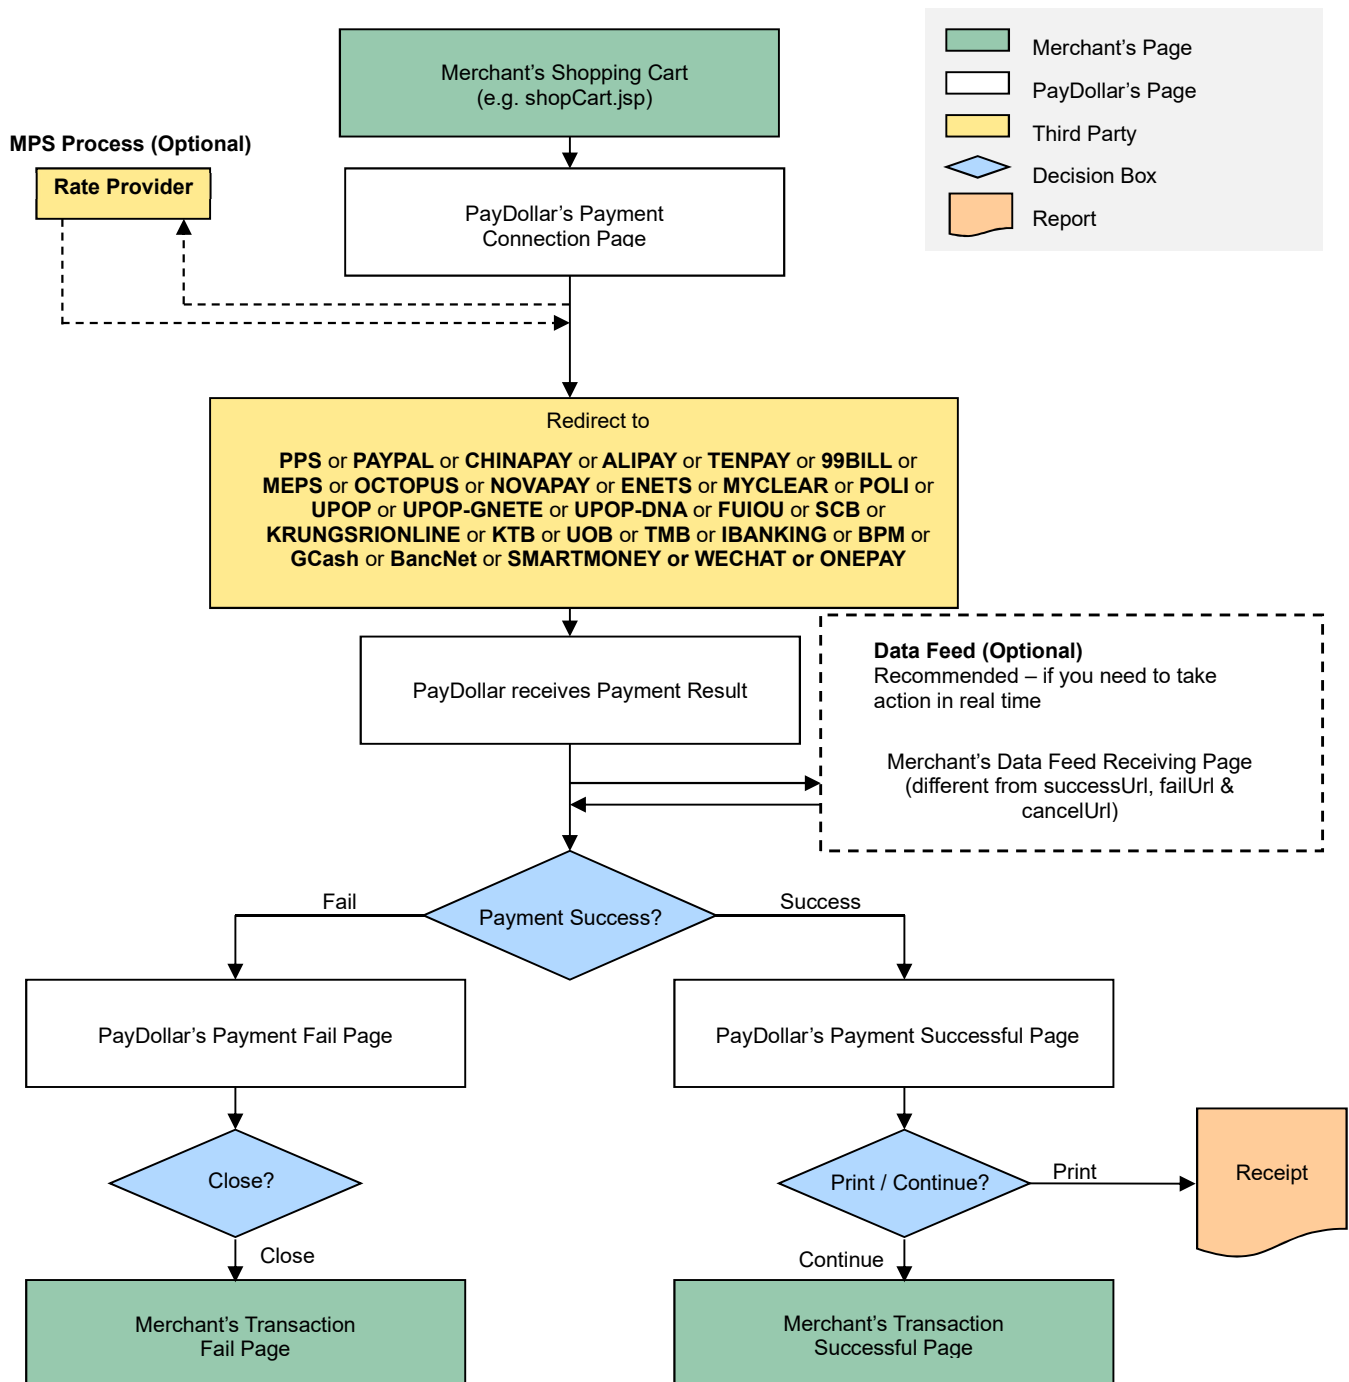 Merchant's Shopping Cart
(e.g. shopCart.jsp)
Merchant's Page
PayDollar's Page
Third Party
Decision Box
Report
MPS Process (Optional)
Rate Provider
PayDollar's Payment
Connection Page
Redirect to
PPS or PAYPAL or CHINAPAY or ALIPAY or TENPAY or 99BILL or
MEPS or OCTOPUS or NOVAPAY or ENETS or MYCLEAR or POLI or
UPOP or UPOP-GNETE or UPOP-DNA or FUIOU or SCB or
KRUNGSRIONLINE or KTB or UOB or TMB or IBANKING or BPM or
GCash or BancNet or SMARTMONEY or WECHAT or ONEPAY
PayDollar receives Payment Result
Data Feed (Optional)
Recommended – if you need to take
action in real time
Merchant's Data Feed Receiving Page
(different from successUrl, failUrl &
cancelUrl)
Payment Success?
Fail
Success
PayDollar's Payment Fail Page
PayDollar's Payment Successful Page
Close?
Print / Continue?
Print
Receipt
Close
Continue
Merchant's Transaction
Fail Page
Merchant's Transaction
Successful Page